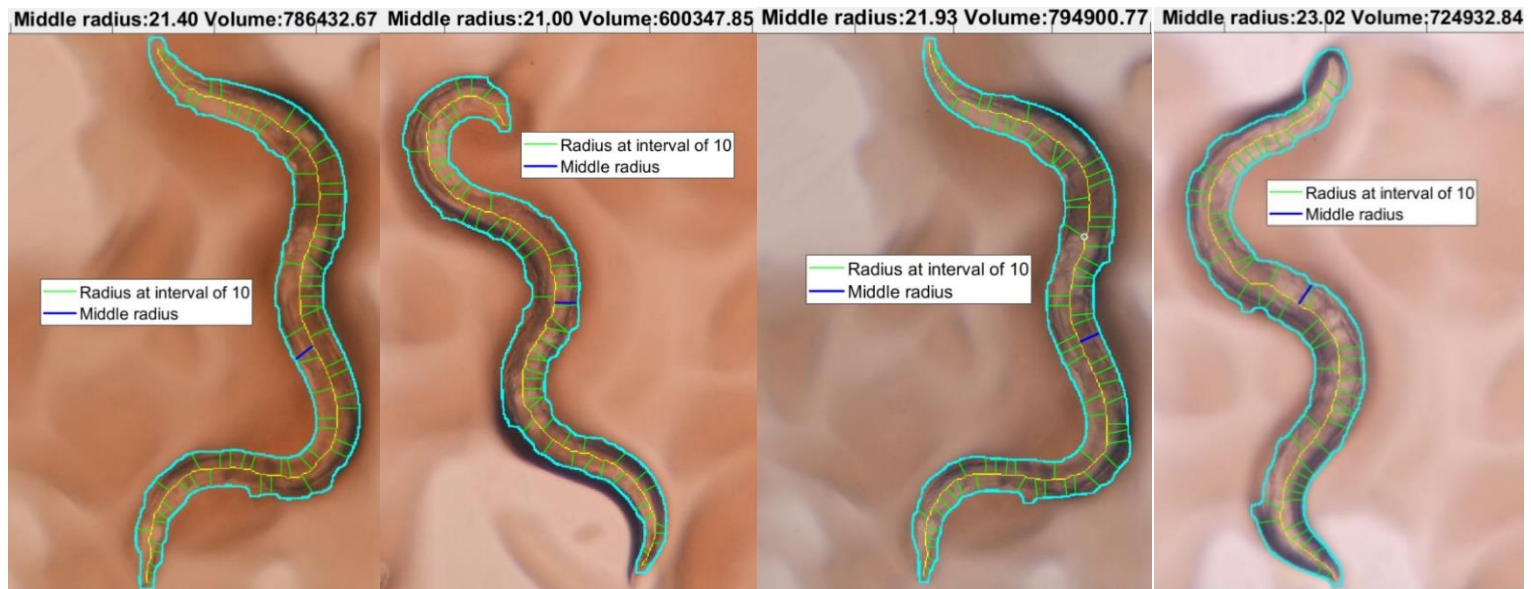 Middle radius:21.40 Volume:786432.67
Radius at interval of 10
Middle radius
Middle radius:21.00 Volume:600347.85
Radius at interval of 10
Middle radius
Middle radius:21.93 Volume:794900.77
Radius at interval of 10
Middle radius
Middle radius:23.02 Volume:724932.84
Radius at interval of 10
Middle radius